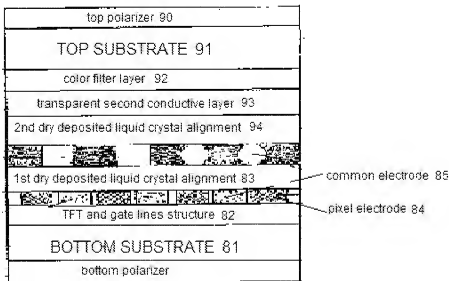 top polarizer 90
TOP SUBSTRATE 91
color filter layer 92
transparent second conductive layer 93
2nd dry deposited liquid crystal alignment 94
1st dry deposited liquid crystal alignment 83
common electrode 85
pixel electrode 84
TFT and gate lines structure 82
BOTTOM SUBSTRATE 81
bottom polarizer